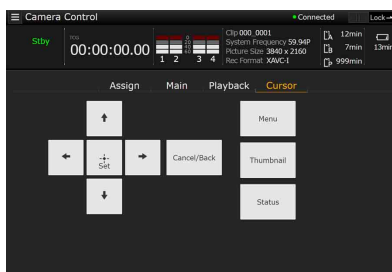 Camera Control
Connected
Lock
Stby
TCG
00:00:00.00
1 2 3 4
Clip 000_0001
System Frequency 59.94P
Picture Size 3840 x 2160
Rec Format XAVC-I
A 12min
B 7min
999min
13min
Assign Main Playback Cursor
Set
Cancel/Back
Menu
Thumbnail
Status